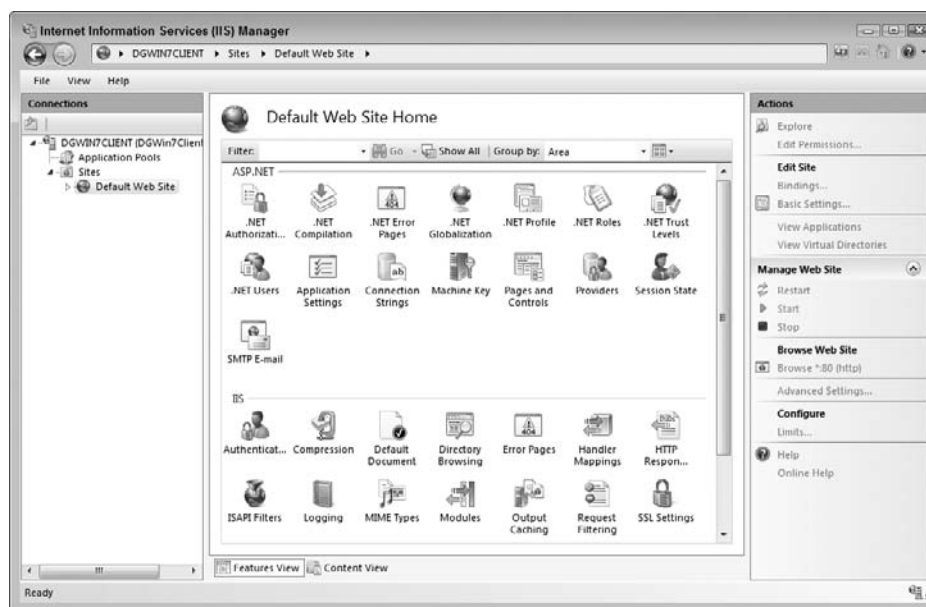 Internet Information Services (IIS) Manager
DGWIN7CLIENT Sites Default Web Site
File View Help
Connections
DGWIN7CLIENT (DGWin7Client
Application Pools
Sites
Default Web Site
Default Web Site Home
Filter: Go Show All Group by: Area
ASP.NET
.NET Authorizati...
.NET Compilation
.NET Error Pages
.NET Globalization
.NET Profile
.NET Roles
.NET Trust Levels
.NET Users
Application Settings
Connection Strings
Machine Key
Pages and Controls
Providers
Session State
SMTP E-mail
IIS
Authenticat...
Compression
Default Document
Directory Browsing
Error Pages
Handler Mappings
HTTP Respon...
ISAPI Filters
Logging
MIME Types
Modules
Output Caching
Request Filtering
SSL Settings
Features View Content View
Actions
Explore
Edit Permissions...
Edit Site
Bindings...
Basic Settings...
View Applications
View Virtual Directories
Manage Web Site
Restart
Start
Stop
Browse Web Site
Browse *:80 (http)
Advanced Settings...
Configure
Limits...
Help
Online Help
Ready